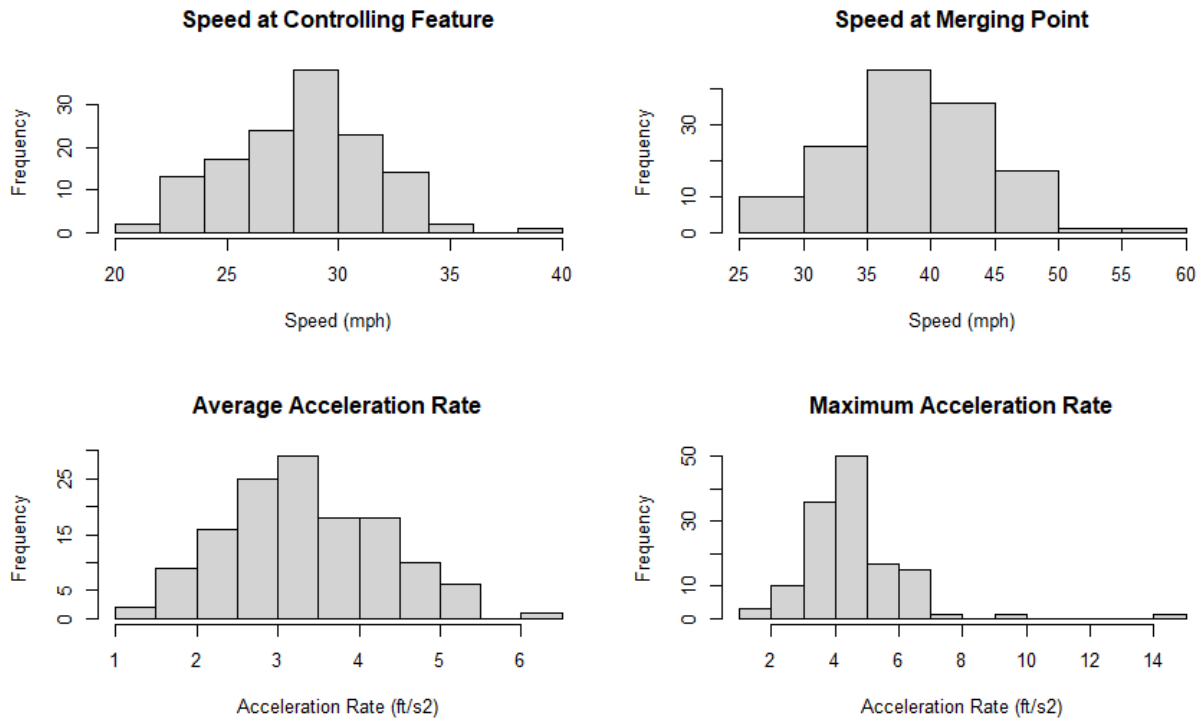 Speed at Controlling Feature
Frequency
0 10 20 30
20 25 30 35 40
Speed (mph)
Speed at Merging Point
Frequency
0 10 30
25 30 35 40 45 50 55 60
Speed (mph)
Average Acceleration Rate
Frequency
0 5 15 25
1 2 3 4 5 6
Acceleration Rate (ft/s2)
Maximum Acceleration Rate
Frequency
0 10 30 50
2 4 6 8 10 12 14
Acceleration Rate (ft/s2)